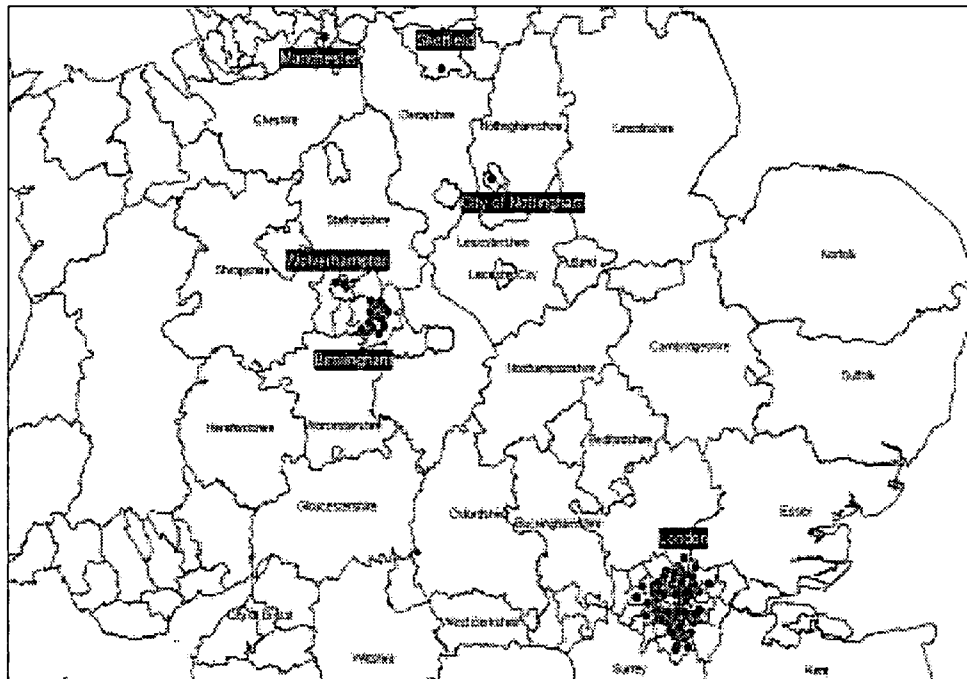 Sheffield
Manchester
Cheshire
Derbyshire
Nottinghamshire
Lincolnshire
City of Nottingham
Staffordshire
Leicestershire
Norfolk
Wolverhampton
Shropshire
Leicester City
Rutland
Birmingham
Northamptonshire
Cambridgeshire
Suffolk
Herefordshire
Worcestershire
Bedfordshire
Gloucestershire
Oxfordshire
Buckinghamshire
Essex
London
West Berkshire
Wiltshire
Surrey
Kent